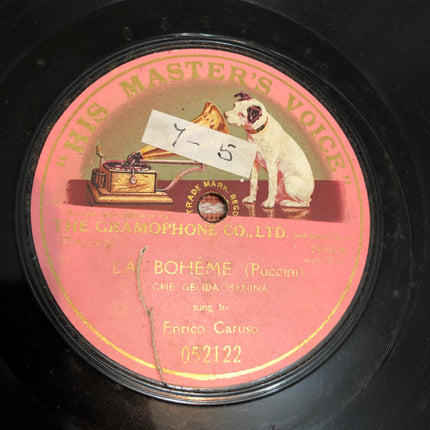 "HIS MASTER'S VOICE"
Y-5
TRADE MARK
THE GRAMOPHONE CO., LTD.
LA BOHEME (Puccini)
CHE GELIDA MANINA
sung by
Enrico Caruso
052122